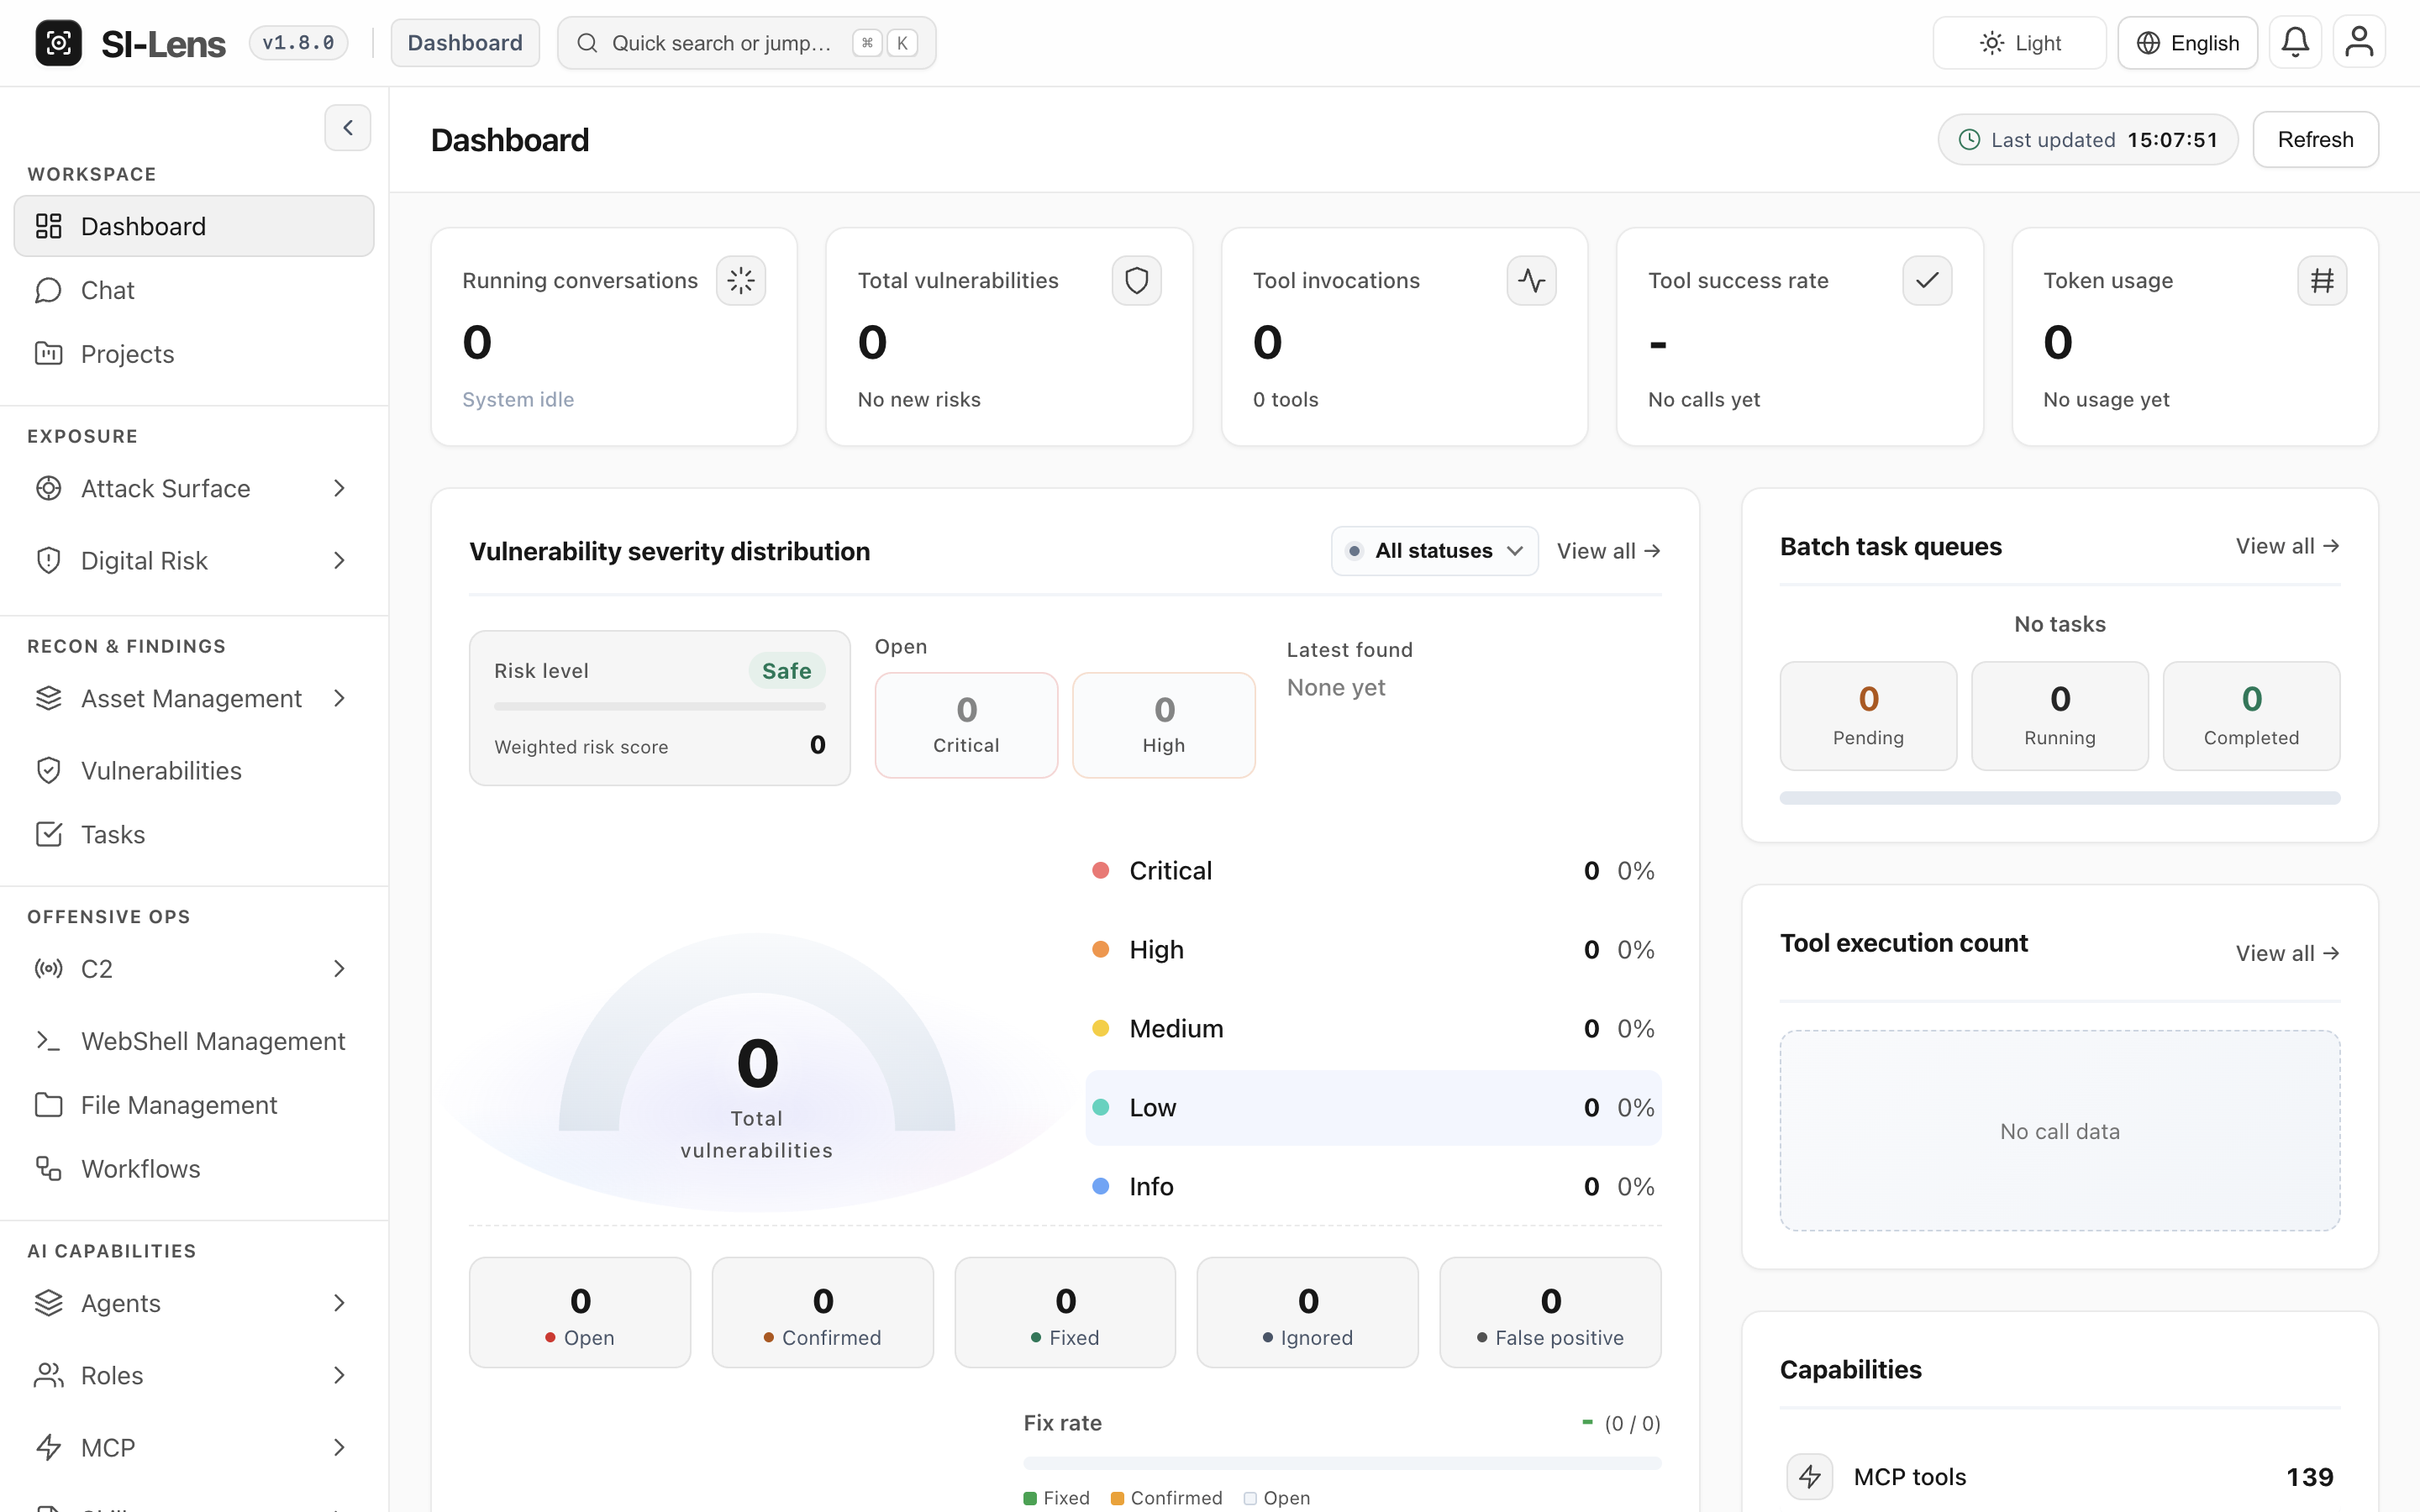 SI-Lens
v1.8.0
Dashboard
Quick search or jump...
⌘ K
Light
English
WORKSPACE
Dashboard
Chat
Projects
EXPOSURE
Attack Surface
Digital Risk
RECON & FINDINGS
Asset Management
Vulnerabilities
Tasks
OFFENSIVE OPS
C2
WebShell Management
File Management
Workflows
AI CAPABILITIES
Agents
Roles
MCP
Dashboard
Last updated 15:07:51
Refresh
Running conversations
0
System idle
Total vulnerabilities
0
No new risks
Tool invocations
0
0 tools
Tool success rate
-
No calls yet
Token usage
0
No usage yet
Vulnerability severity distribution
All statuses
View all →
Risk level
Safe
Weighted risk score 0
Open
0
Critical
0
High
Latest found
None yet
0
Total
vulnerabilities
Critical 0 0%
High 0 0%
Medium 0 0%
Low 0 0%
Info 0 0%
0
Open
0
Confirmed
0
Fixed
0
Ignored
0
False positive
Fix rate
- (0 / 0)
Fixed
Confirmed
Open
Batch task queues
View all →
No tasks
0
Pending
0
Running
0
Completed
Tool execution count
View all →
No call data
Capabilities
MCP tools 139